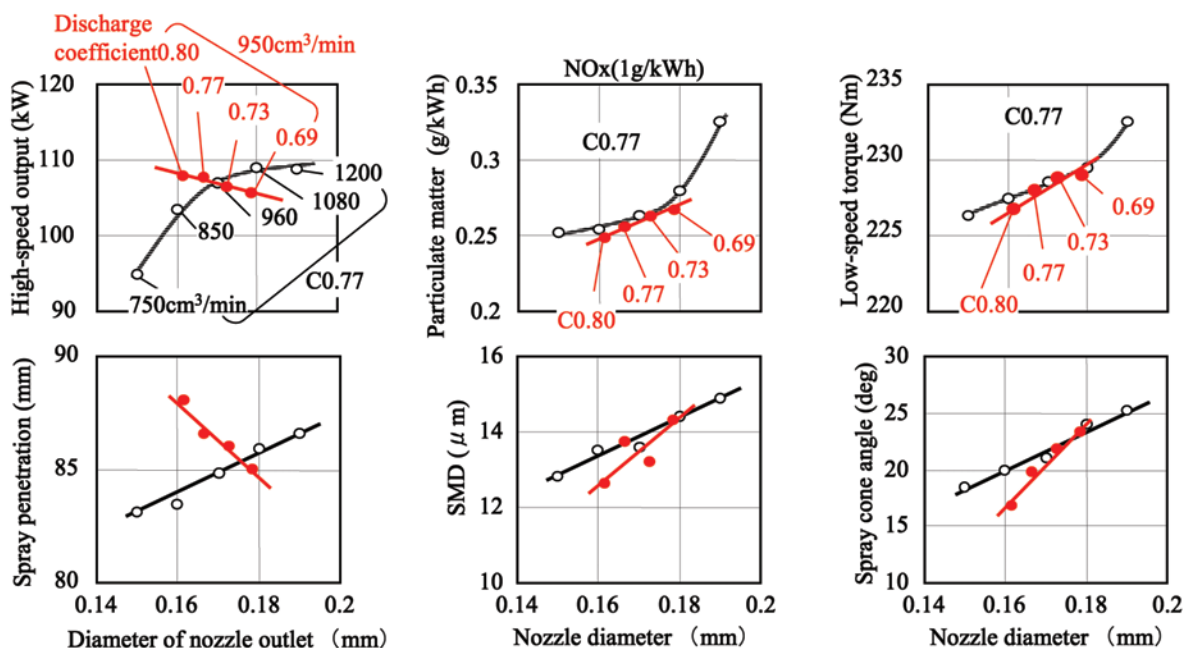 Discharge
coefficient0.80
950cm³/min
High-speed output (kW)
120
110
100
90
0.77
0.73
0.69
1200
1080
960
850
750cm³/min
C0.77
NOx(1g/kWh)
Particulate matter (g/kWh)
0.35
0.3
0.25
0.2
C0.77
0.69
0.73
0.77
C0.80
Low-speed torque (Nm)
235
230
225
220
C0.77
0.69
0.73
0.77
C0.80
Spray penetration (mm)
90
85
80
0.14
0.16
0.18
0.2
Diameter of nozzle outlet (mm)
SMD (μm)
16
14
12
10
0.14
0.16
0.18
0.2
Nozzle diameter (mm)
Spray cone angle (deg)
30
25
20
15
10
0.14
0.16
0.18
0.2
Nozzle diameter (mm)